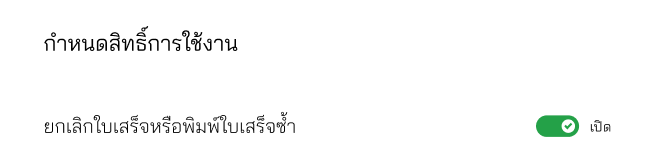 กำหนดสิทธิ์การใช้งาน
ยกเลิกใบเสร็จหรือพิมพ์ใบเสร็จซ้ำ เปิด